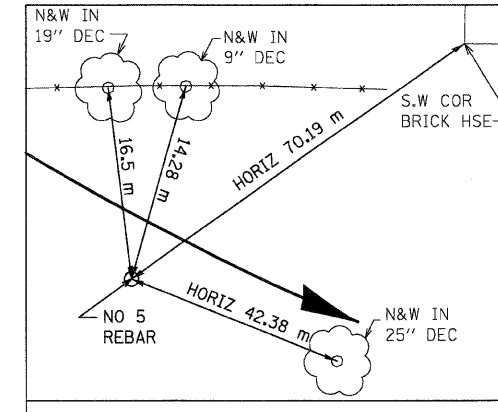 N&W IN
19" DEC
N&W IN
9" DEC
S.W COR
BRICK HSE
HORIZ 70.19 m
16.5 m
14.28 m
HORIZ 42.38 m
NO 5
REBAR
N&W IN
25" DEC